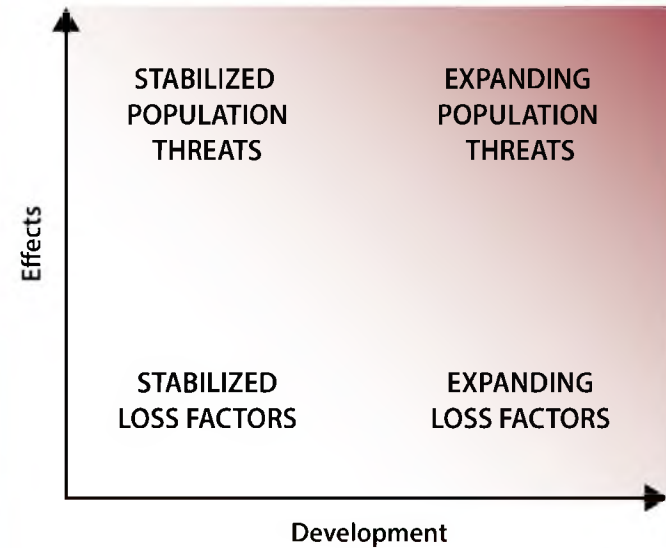 STABILIZED
POPULATION
THREATS
EXPANDING
POPULATION
THREATS
Effects
STABILIZED
LOSS FACTORS
EXPANDING
LOSS FACTORS
Development